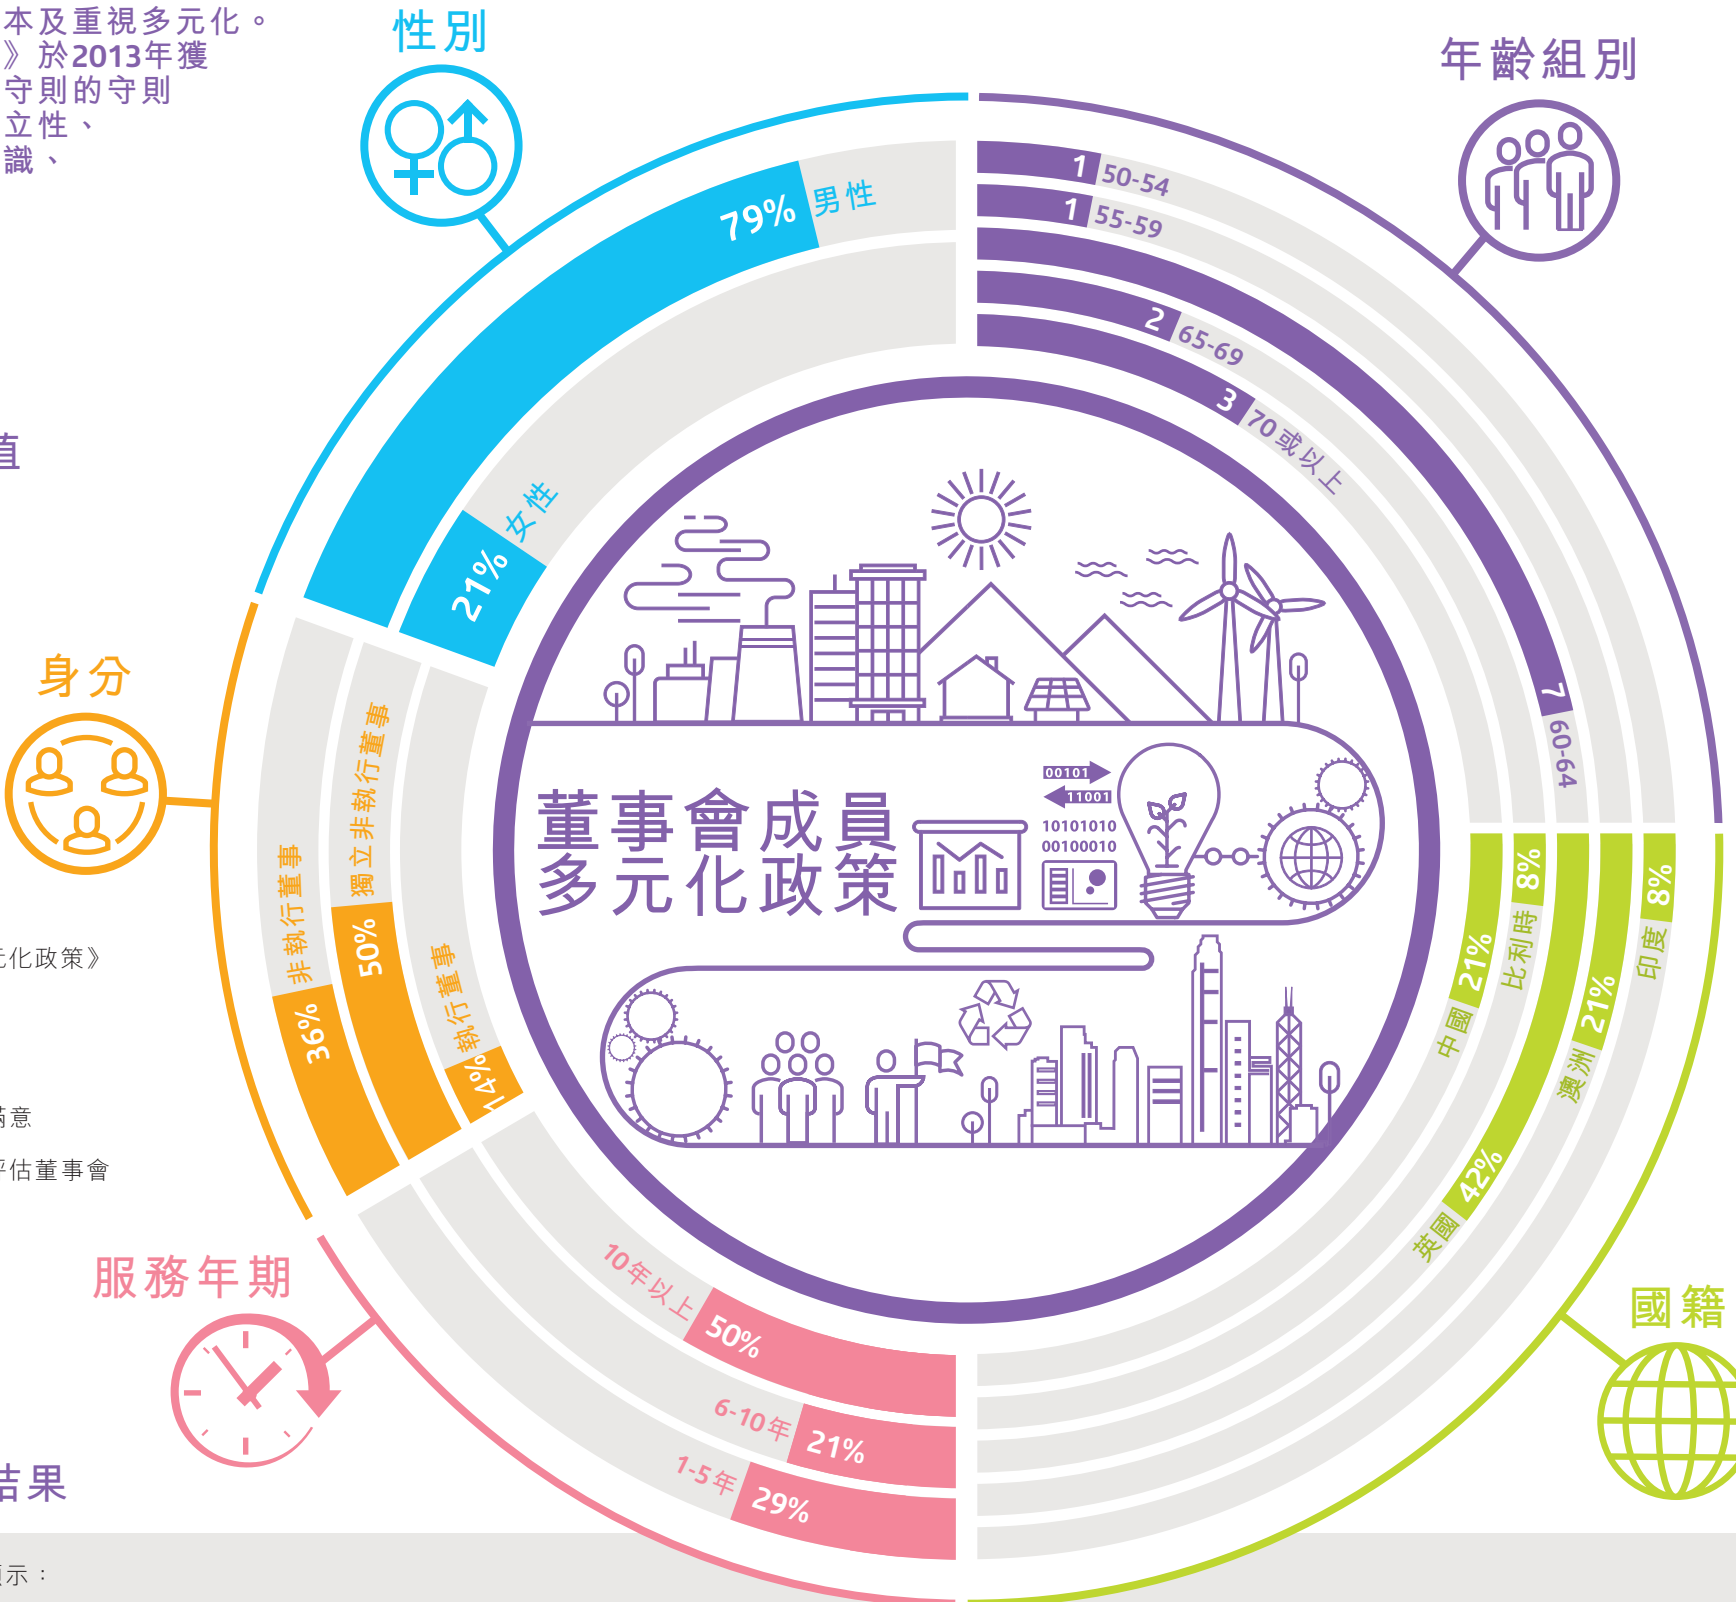 本及重視多元化。
》於2013年獲
守則的守則
立性、
識、
性別
年齡組別
79% 男性
21% 女性
1 50-54
1 55-59
7 60-64
2 65-69
3 70或以上
值
身分
非執行董事 36%
獨立非執行董事 50%
執行董事 14%
董事會成員
多元化政策
00101
11001
10101010
00100010
21% 中國
8% 比利時
42% 英國
21% 澳洲
8% 印度
元化政策》
滿意
評估董事會
服務年期
10年以上 50%
6-10年 21%
1-5年 29%
國籍
結果
顯示：